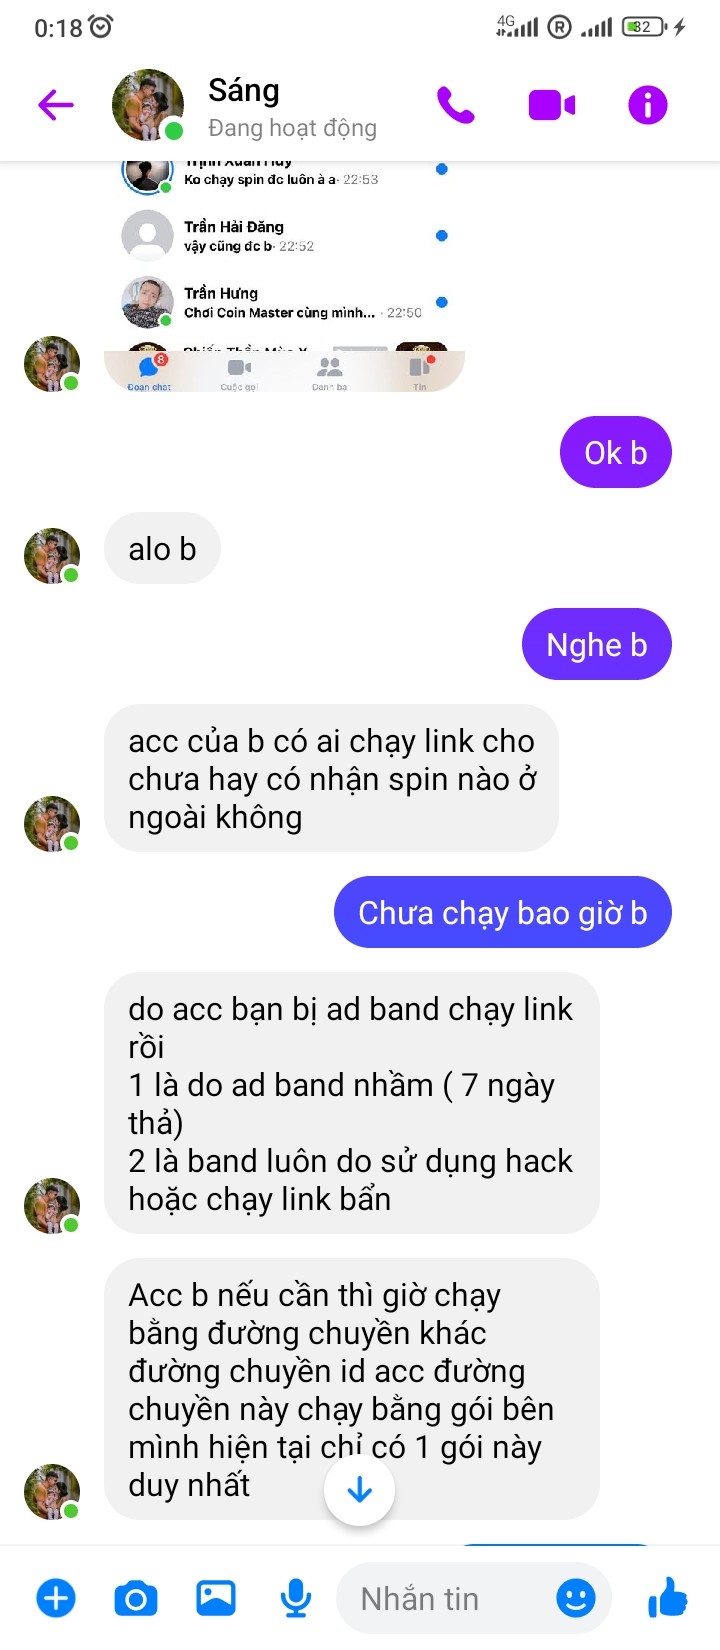 0:18
4G
R
32
Sáng
Đang hoạt động
Trịnh Xuân Huy
Ko chạy spin đc luôn à a· 22:53
Trần Hải Đăng
vậy cũng đc b· 22:52
Trần Hưng
Chơi Coin Master cùng mình... · 22:50
8
Đoạn chat
Cuộc gọi
Danh bạ
Tin
Ok b
alo b
Nghe b
acc của b có ai chạy link cho
chưa hay có nhận spin nào ở
ngoài không
Chưa chạy bao giờ b
do acc bạn bị ad band chạy link
rồi
1 là do ad band nhầm ( 7 ngày
thả)
2 là band luôn do sử dụng hack
hoặc chạy link bẩn
Acc b nếu cần thì giờ chạy
bằng đường chuyền khác
đường chuyền id acc đường
chuyền này chạy bằng gói bên
mình hiện tại chỉ có 1 gói này
duy nhất
Nhắn tin